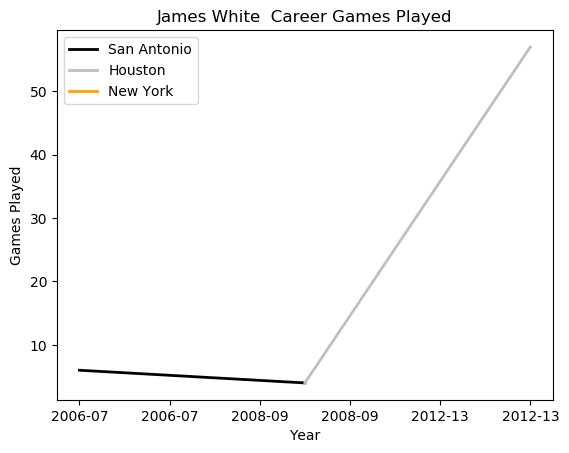 James White  Career Games Played
San Antonio
Houston
New York
50
40
30
20
10
Games Played
2006-07 2006-07 2008-09 2008-09 2012-13 2012-13
Year